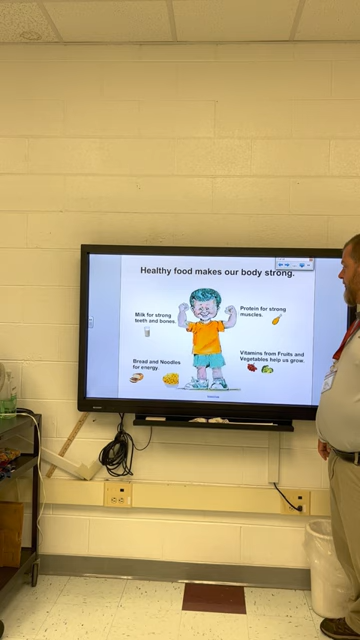 Healthy food makes our body strong.
Milk for strong
teeth and bones.
Protein for strong
muscles.
Bread and Noodles
for energy
Vitamins from Fruits and
Vegetables help us grow.